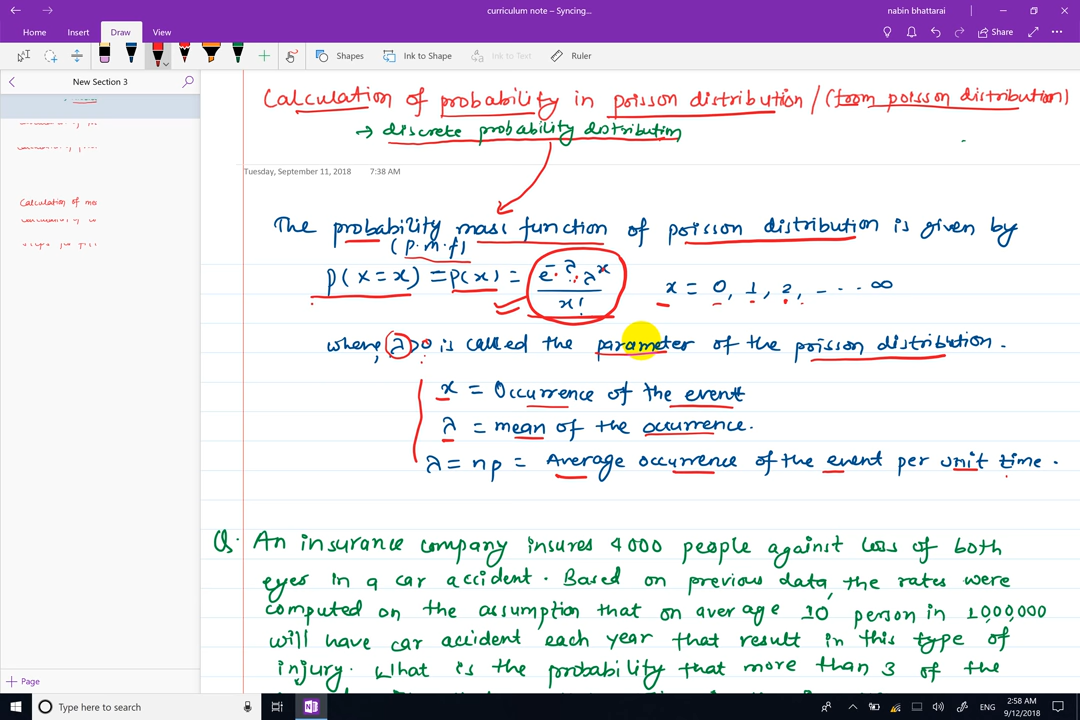 curriculum note - Syncing...
nabin bhattarai
Home Insert Draw View
Share
Shapes Ink to Shape Ink to Text Ruler
New Section 3
Calculation of probability in poisson distribution / (from poisson distribution)
→ discrete probability distribution
Tuesday, September 11, 2018 7:38 AM
Calculation of me
The probability mass function of poisson distribution is given by
(p.m.f)
p(X=x) = p(x) = e^-λ λ^x / x! x = 0, 1, 2, - - - - ∞
where, λ>0 is called the parameter of the poisson distribution.
x = Occurrence of the event
λ = mean of the occurrence.
λ = np = Average occurrence of the event per unit time.
Q. An insurance company insures 4000 people against loss of both
eyes in a car accident. Based on previous data, the rates were
computed on the assumption that on average 10 person in 1,00,000
will have car accident each year that result in this type of
injury. What is the probability that more than 3 of the
+ Page
Type here to search
ENG
2:58 AM
9/12/2018